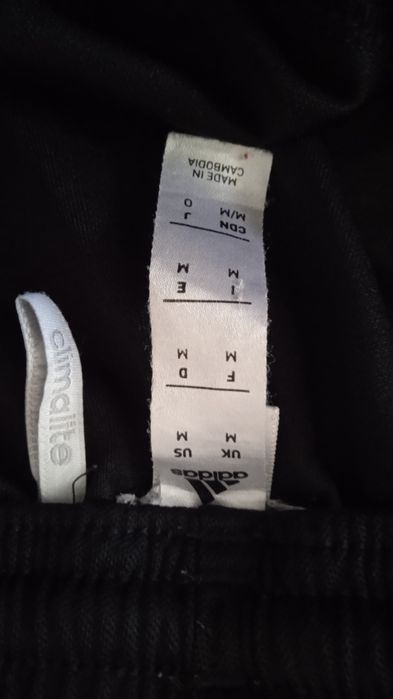 adidas
UK US
M M
F D
M M
I E
M M
CDN J
M/M O
MADE IN
CAMBODIA
climalite